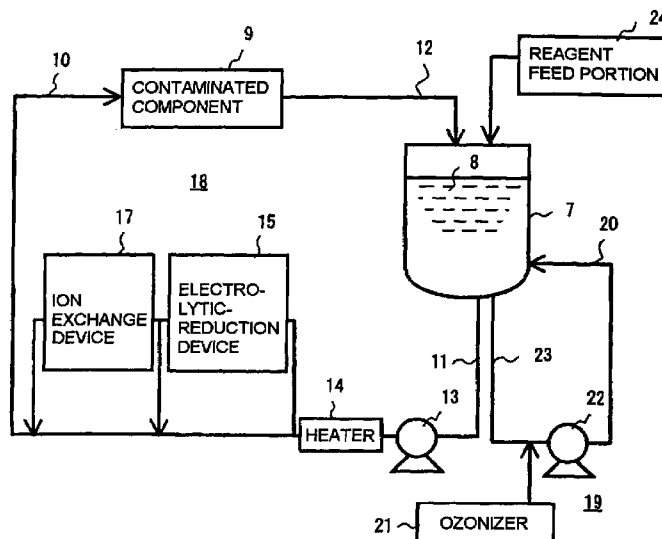 24
9
10
12
REAGENT
FEED PORTION
CONTAMINATED
COMPONENT
8
18
7
17
15
20
ION
EXCHANGE
DEVICE
ELECTRO-
LYTIC-
REDUCTION
DEVICE
11
23
14
13
22
HEATER
19
21
OZONIZER